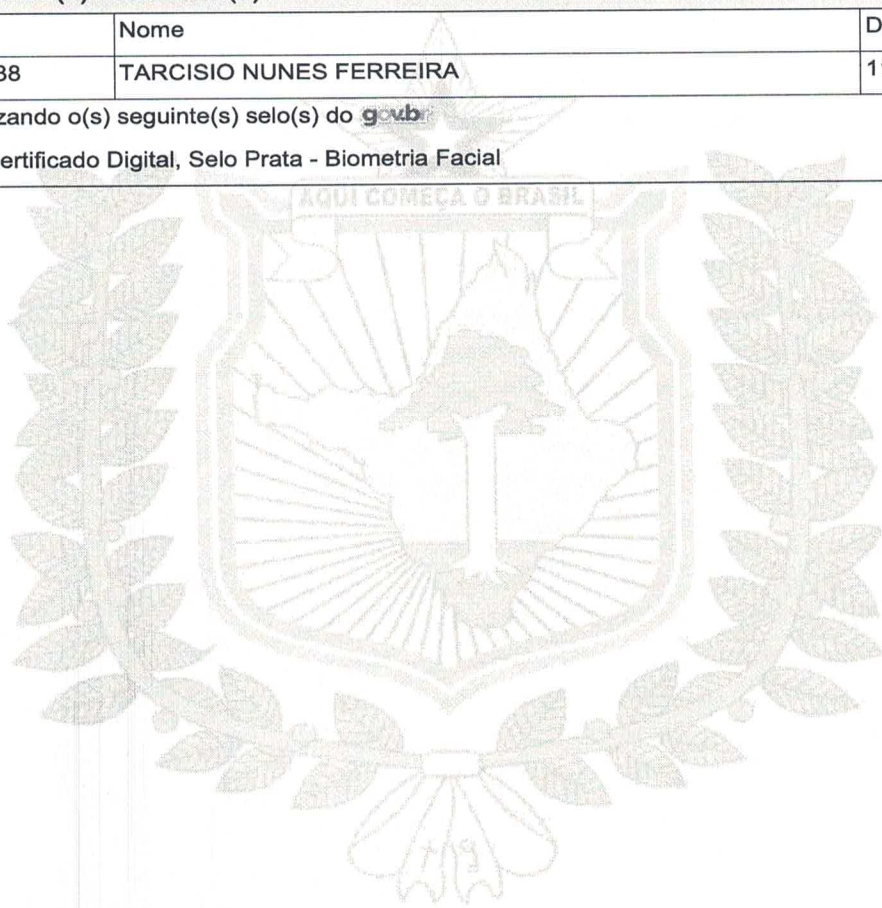 Nome
38 TARCISIO NUNES FERREIRA
zando o(s) seguinte(s) selo(s) do gov.br
ertificado Digital, Selo Prata - Biometria Facial
AQUI COMEÇA O BRASIL